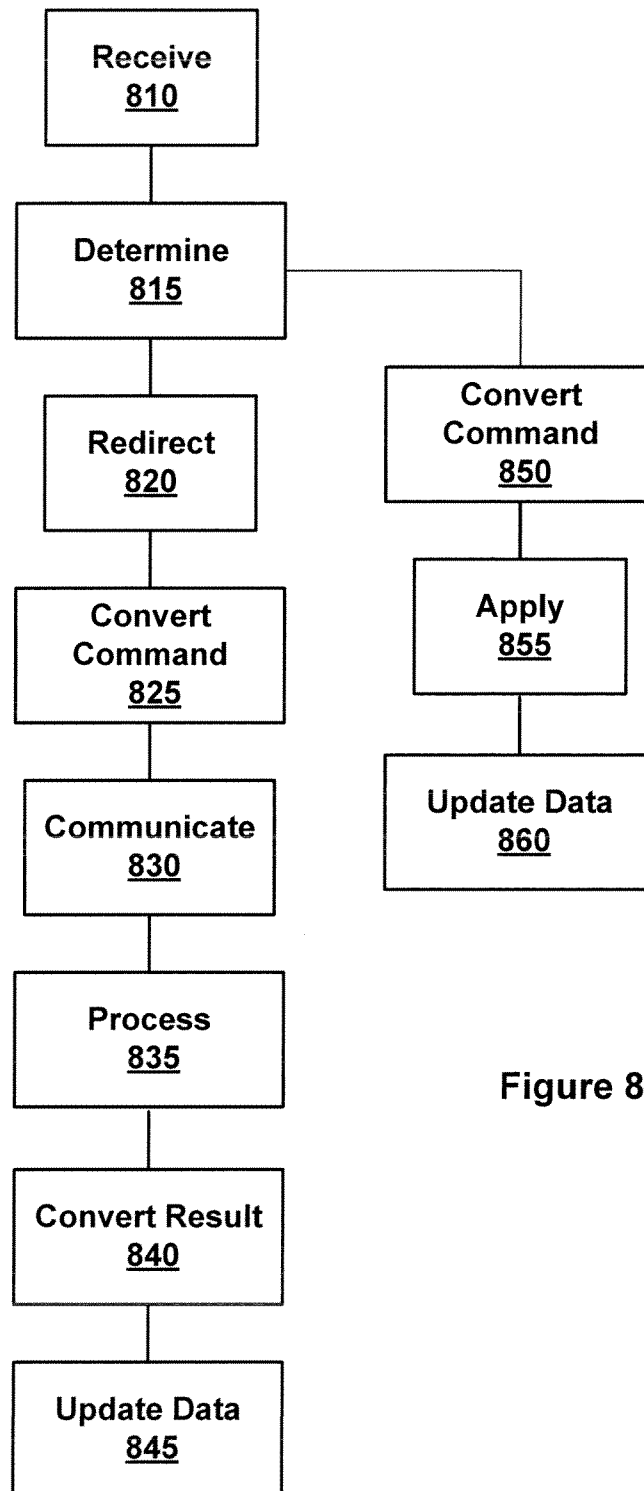 Receive
810
Determine
815
Redirect
820
Convert
Command
825
Communicate
830
Process
835
Convert Result
840
Update Data
845
Convert
Command
850
Apply
855
Update Data
860
Figure 8